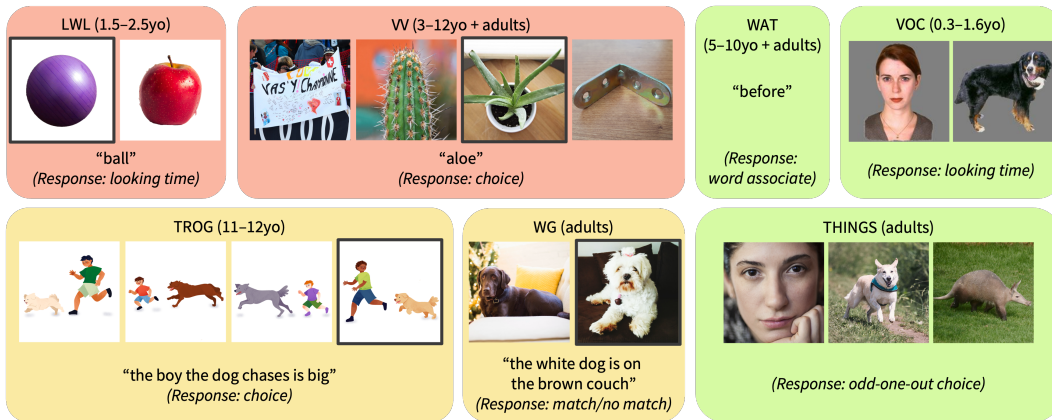 LWL (1.5–2.5yo)
“ball”
(Response: looking time)
VV (3–12yo + adults)
VAS'Y CHAYONNE
“aloe”
(Response: choice)
WAT
(5–10yo + adults)
“before”
(Response:
word associate)
VOC (0.3–1.6yo)
(Response: looking time)
TROG (11–12yo)
“the boy the dog chases is big”
(Response: choice)
WG (adults)
“the white dog is on
the brown couch”
(Response: match/no match)
THINGS (adults)
(Response: odd-one-out choice)